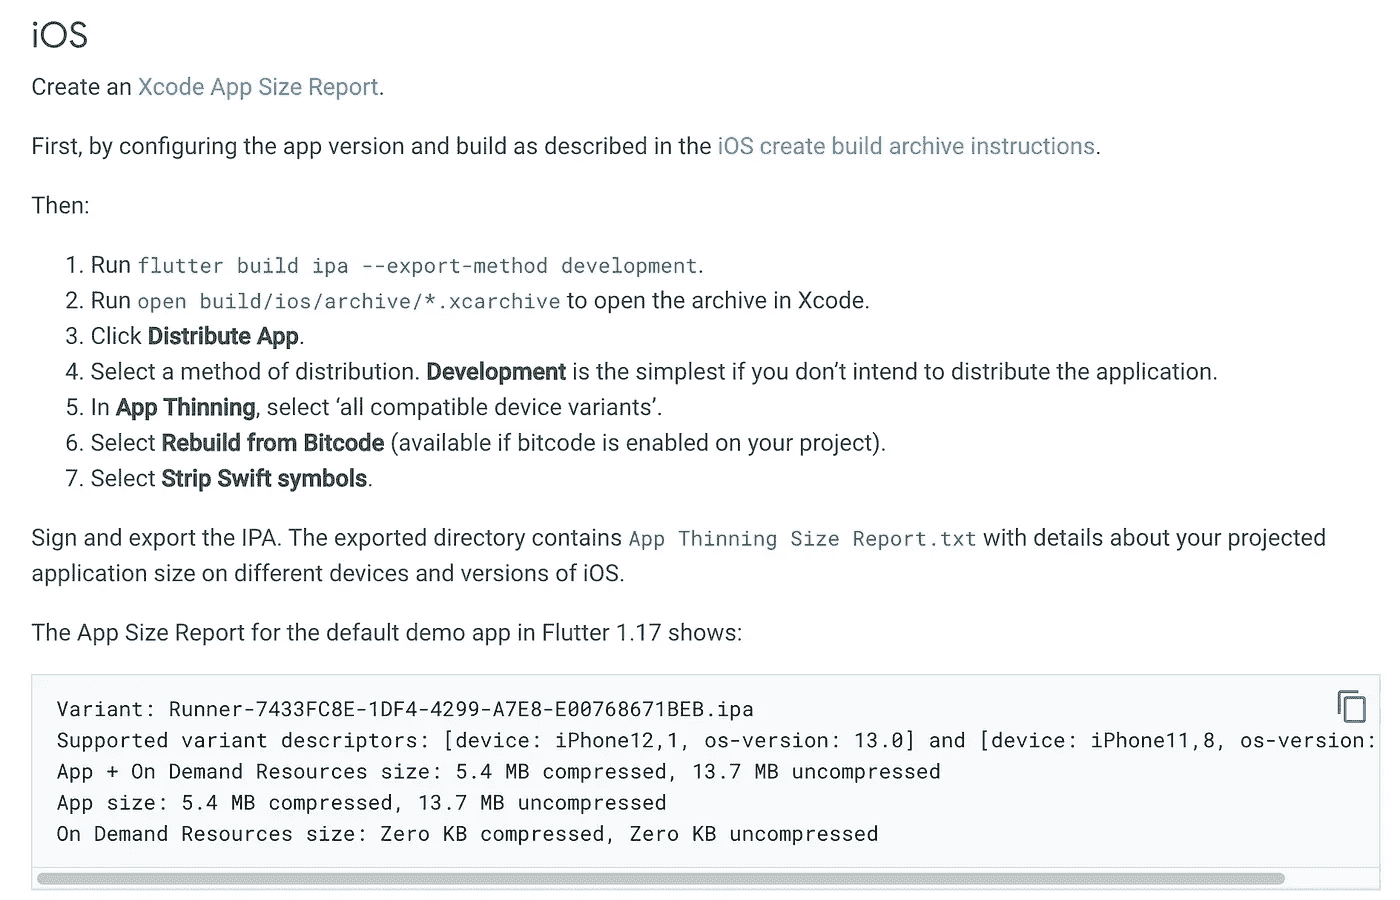 iOS
Create an Xcode App Size Report.
First, by configuring the app version and build as described in the iOS create build archive instructions.
Then:
1. Run flutter build ipa --export-method development.
2. Run open build/ios/archive/*.xcarchive to open the archive in Xcode.
3. Click Distribute App.
4. Select a method of distribution. Development is the simplest if you don’t intend to distribute the application.
5. In App Thinning, select ‘all compatible device variants’.
6. Select Rebuild from Bitcode (available if bitcode is enabled on your project).
7. Select Strip Swift symbols.
Sign and export the IPA. The exported directory contains App Thinning Size Report.txt with details about your projected
application size on different devices and versions of iOS.
The App Size Report for the default demo app in Flutter 1.17 shows:
Variant: Runner-7433FC8E-1DF4-4299-A7E8-E00768671BEB.ipa
Supported variant descriptors: [device: iPhone12,1, os-version: 13.0] and [device: iPhone11,8, os-version:
App + On Demand Resources size: 5.4 MB compressed, 13.7 MB uncompressed
App size: 5.4 MB compressed, 13.7 MB uncompressed
On Demand Resources size: Zero KB compressed, Zero KB uncompressed